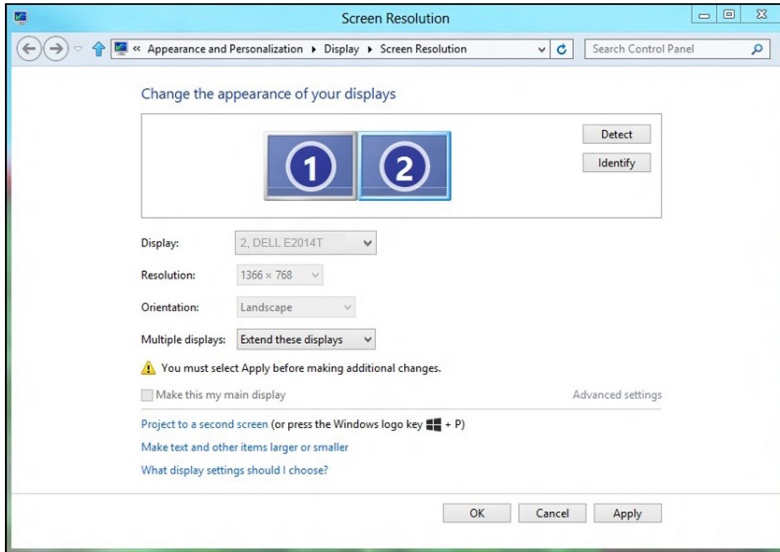 Screen Resolution
« Appearance and Personalization ▸ Display ▸ Screen Resolution
Search Control Panel
Change the appearance of your displays
1 2
Detect
Identify
Display: 2, DELL E2014T
Resolution: 1366 × 768
Orientation: Landscape
Multiple displays: Extend these displays
You must select Apply before making additional changes.
Make this my main display Advanced settings
Project to a second screen (or press the Windows logo key + P)
Make text and other items larger or smaller
What display settings should I choose?
OK Cancel Apply